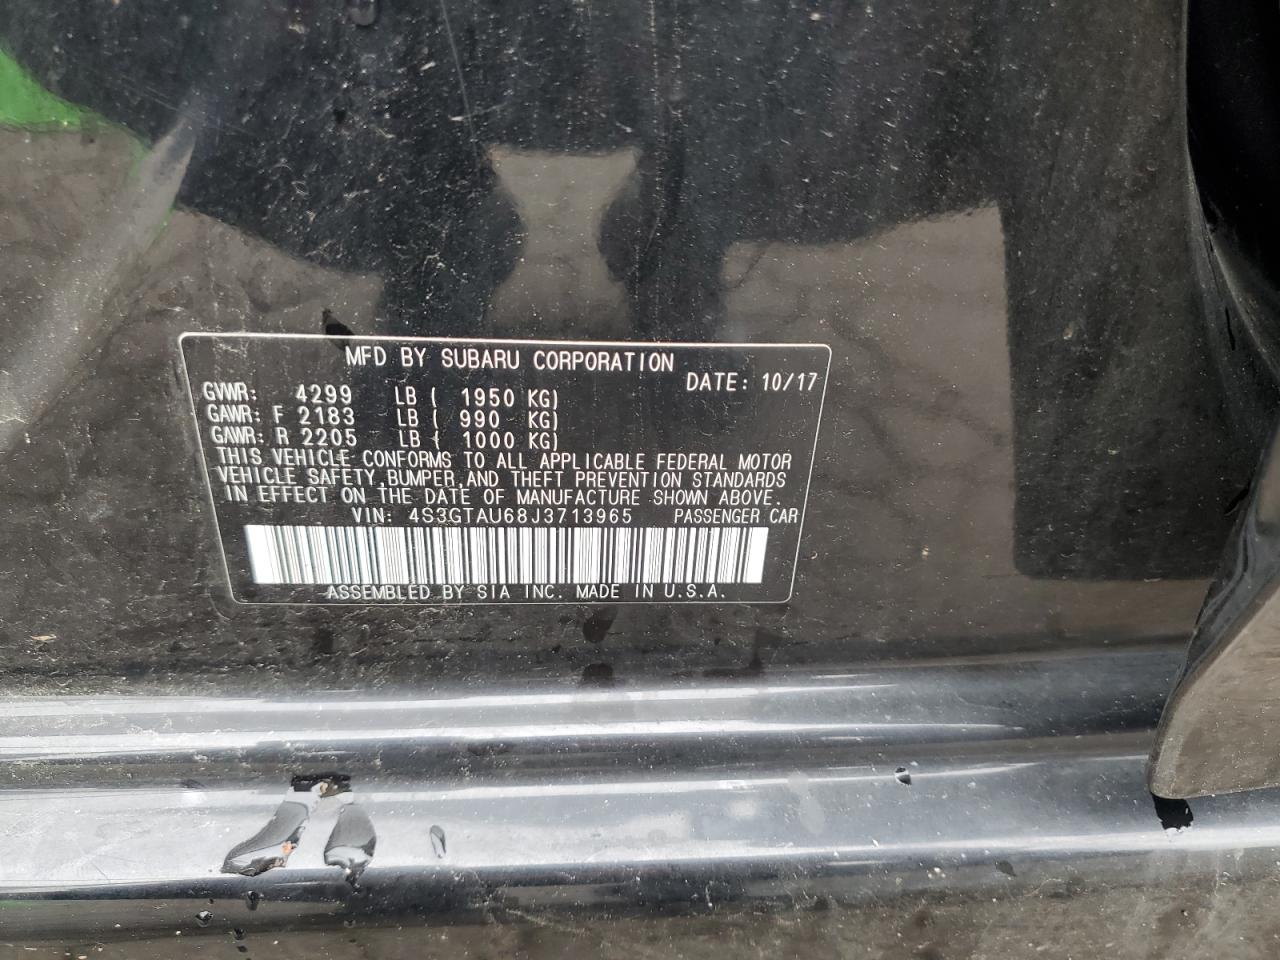 MFD BY SUBARU CORPORATION
DATE: 10/17
GVWR: 4299 LB ( 1950 KG)
GAWR: F 2183 LB ( 990 KG)
GAWR: R 2205 LB ( 1000 KG)
THIS VEHICLE CONFORMS TO ALL APPLICABLE FEDERAL MOTOR
VEHICLE SAFETY,BUMPER,AND THEFT PREVENTION STANDARDS
IN EFFECT ON THE DATE OF MANUFACTURE SHOWN ABOVE.
VIN: 4S3GTAU68J3713965 PASSENGER CAR
ASSEMBLED BY SIA INC. MADE IN U.S.A.